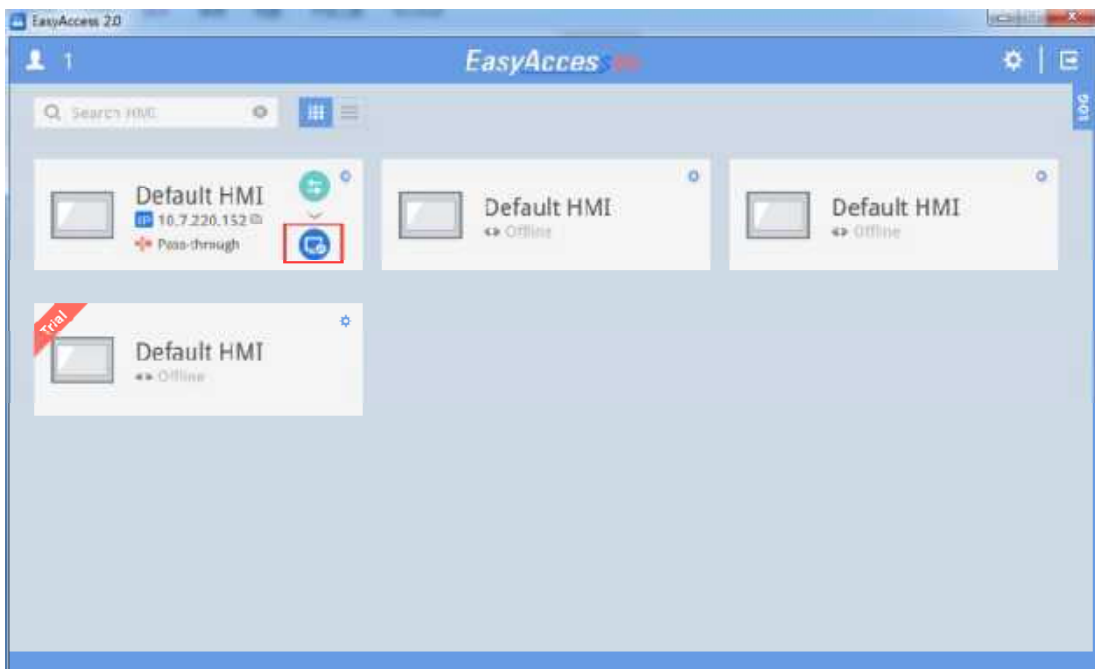 EasyAccess 2.0
1
EasyAccess
LOG
Search HMI
Default HMI
IP 10.7.220.152
Pass-through
Default HMI
Offline
Default HMI
Offline
Trial
Default HMI
Offline